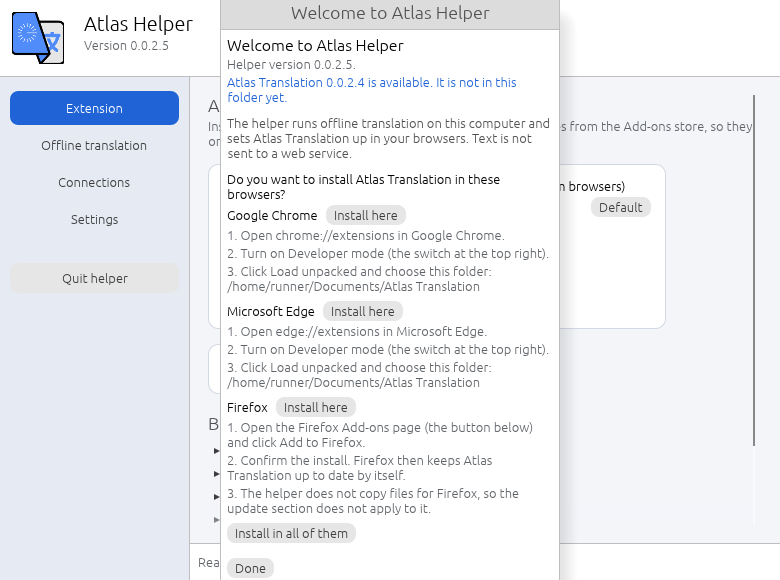 Atlas Helper
Version 0.0.2.5
Extension
Offline translation
Connections
Settings
Quit helper
Welcome to Atlas Helper
Welcome to Atlas Helper
Helper version 0.0.2.5.
Atlas Translation 0.0.2.4 is available. It is not in this
folder yet.
The helper runs offline translation on this computer and
sets Atlas Translation up in your browsers. Text is not
sent to a web service.
Do you want to install Atlas Translation in these
browsers?
Google Chrome Install here
1. Open chrome://extensions in Google Chrome.
2. Turn on Developer mode (the switch at the top right).
3. Click Load unpacked and choose this folder:
/home/runner/Documents/Atlas Translation
Microsoft Edge Install here
1. Open edge://extensions in Microsoft Edge.
2. Turn on Developer mode (the switch at the top right).
3. Click Load unpacked and choose this folder:
/home/runner/Documents/Atlas Translation
Firefox Install here
1. Open the Firefox Add-ons page (the button below)
and click Add to Firefox.
2. Confirm the install. Firefox then keeps Atlas
Translation up to date by itself.
3. The helper does not copy files for Firefox, so the
update section does not apply to it.
Install in all of them
Done
s from the Add-ons store, so they
browsers)
Default